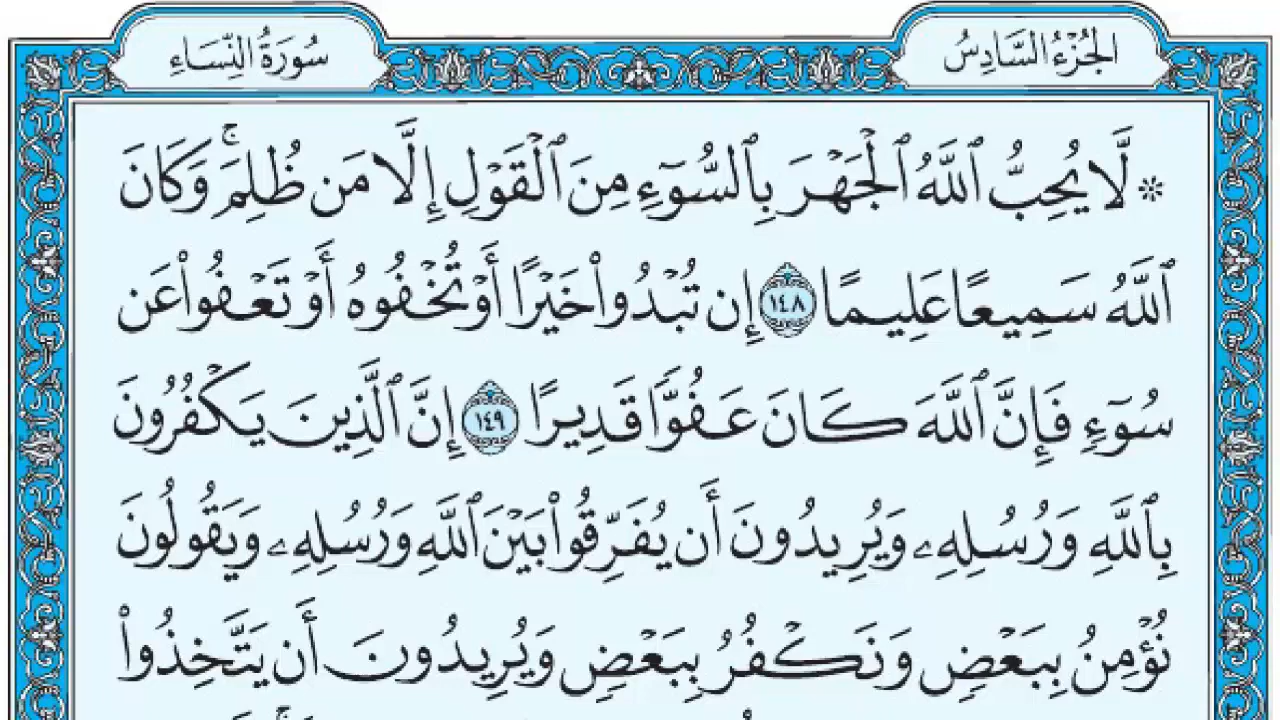 الجُزْءُ السَّادِسُ
سُورَةُ النِّسَاءِ
۞ لَّا يُحِبُّ ٱللَّهُ ٱلْجَهْرَ بِٱلسُّوٓءِ مِنَ ٱلْقَوْلِ إِلَّا مَن ظُلِمَۚ وَكَانَ
ٱللَّهُ سَمِيعًا عَلِيمًا ١٤٨ إِن تُبْدُوا۟ خَيْرًا أَوْ تُخْفُوهُ أَوْ تَعْفُوا۟ عَن
سُوٓءٍ فَإِنَّ ٱللَّهَ كَانَ عَفُوًّا قَدِيرًا ١٤٩ إِنَّ ٱلَّذِينَ يَكْفُرُونَ
بِٱللَّهِ وَرُسُلِهِۦ وَيُرِيدُونَ أَن يُفَرِّقُوا۟ بَيْنَ ٱللَّهِ وَرُسُلِهِۦ وَيَقُولُونَ
نُؤْمِنُ بِبَعْضٍ وَنَكْفُرُ بِبَعْضٍ وَيُرِيدُونَ أَن يَتَّخِذُوا۟